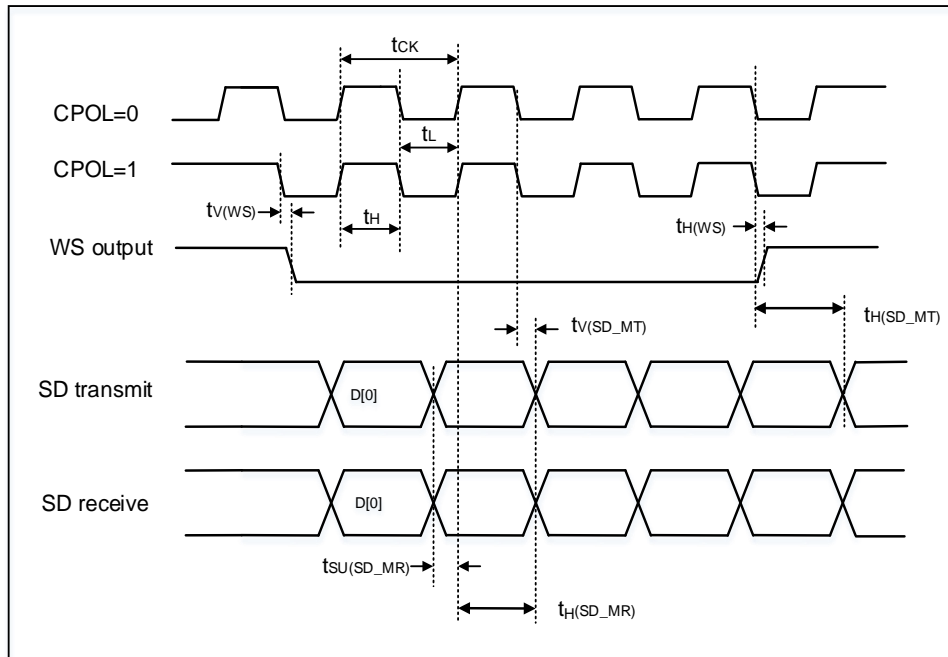 tCK
CPOL=0
tL
CPOL=1
tV(WS)
tH
tH(WS)
WS output
tV(SD_MT)
tH(SD_MT)
SD transmit
D[0]
SD receive
D[0]
tSU(SD_MR)
tH(SD_MR)